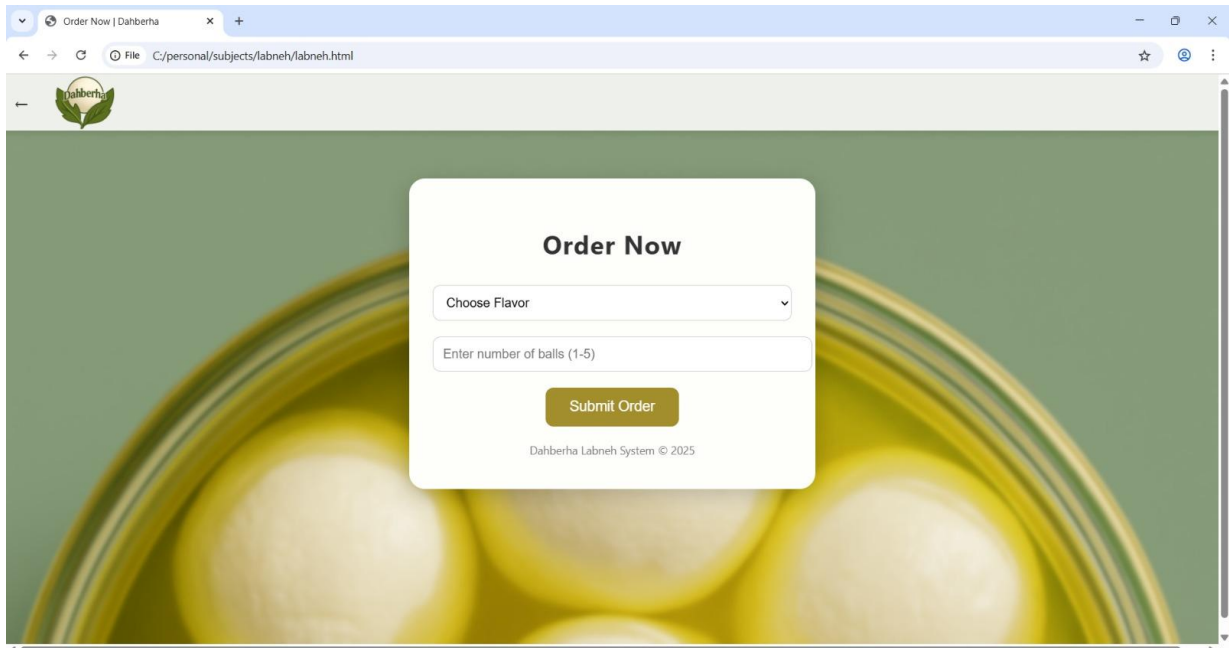 Order Now | Dahberha
File C:/personal/subjects/labneh/labneh.html
Dahberha
Order Now
Choose Flavor
Enter number of balls (1-5)
Submit Order
Dahberha Labneh System © 2025